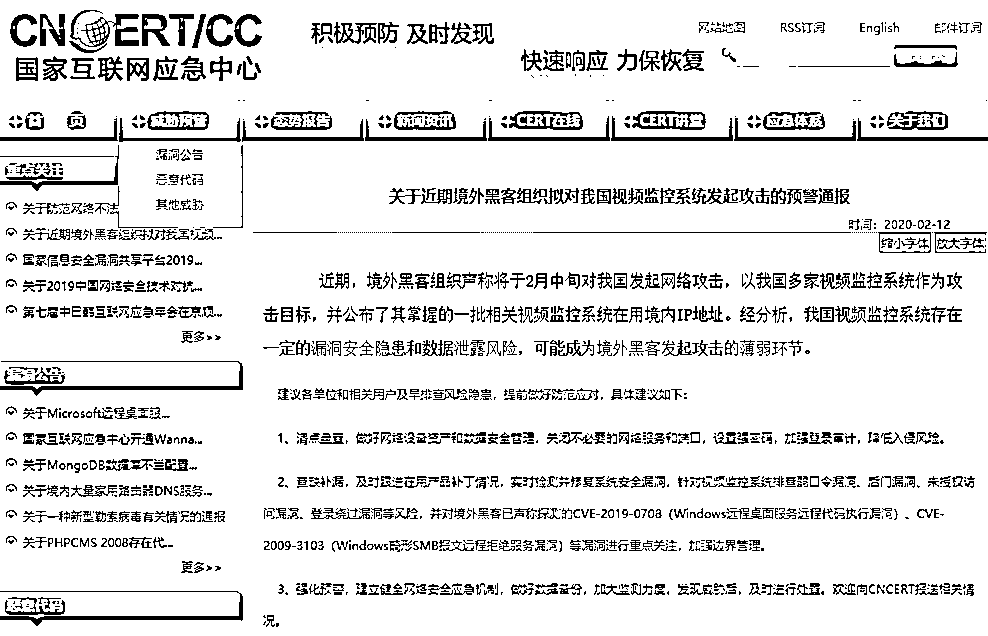 CNCERT/CC
国家互联网应急中心
积极预防 及时发现
快速响应 力保恢复
网站地图 RSS订阅 English 邮件订阅
首 页 威胁预警 态势报告 新闻资讯 CERT在线 CERT讲堂 应急体系 关于我们
漏洞公告
恶意代码
其他威胁
重点关注
关于防范网络不法
关于近期境外黑客组织拟对我国视频...
国家信息安全漏洞共享平台2019...
关于2019中国网络安全技术对抗...
第七届中日韩互联网应急年会在京顺...
更多>>
漏洞公告
关于Microsoft远程桌面服...
国家互联网应急中心开通Wanna...
关于MongoDB数据库不当配置...
关于境内大量家用路由器DNS服务...
关于一种新型勒索病毒有关情况的通报
关于PHPCMS 2008存在代...
更多>>
恶意代码
关于近期境外黑客组织拟对我国视频监控系统发起攻击的预警通报
时间：2020-02-12
缩小字体 放大字体
近期，境外黑客组织声称将于2月中旬对我国发起网络攻击，以我国多家视频监控系统作为攻
击目标，并公布了其掌握的一批相关视频监控系统在用境内IP地址。经分析，我国视频监控系统存在
一定的漏洞安全隐患和数据泄露风险，可能成为境外黑客发起攻击的薄弱环节。
建议各单位和相关用户及早排查风险隐患，提前做好防范应对，具体建议如下：
1、清点盘查，做好网络设备资产和数据安全管理，关闭不必要的网络服务和端口，设置强密码，加强登录审计，降低入侵风险。
2、查缺补漏，及时跟进在用产品补丁情况，实时检测并修复系统安全漏洞，针对视频监控系统排查弱口令漏洞、后门漏洞、未授权访
问漏洞、登录绕过漏洞等风险，并对境外黑客已声称探测的CVE-2019-0708（Windows远程桌面服务远程代码执行漏洞）、CVE-
2009-3103（Windows畸形SMB报文远程拒绝服务漏洞）等漏洞进行重点关注，加强边界管理。
3、强化预警，建立健全网络安全应急机制，做好数据备份，加大监测力度，发现威胁后，及时进行处置。欢迎向CNCERT报送相关情
况。